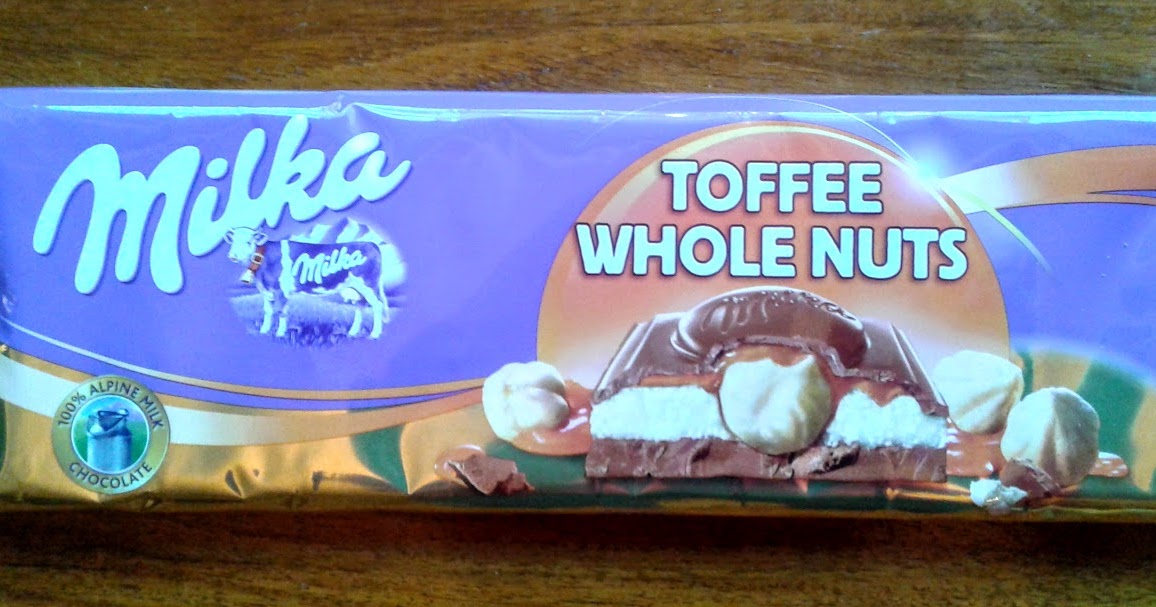 Milka
Milka
TOFFEE
WHOLE NUTS
100% ALPINE MILK
CHOCOLATE